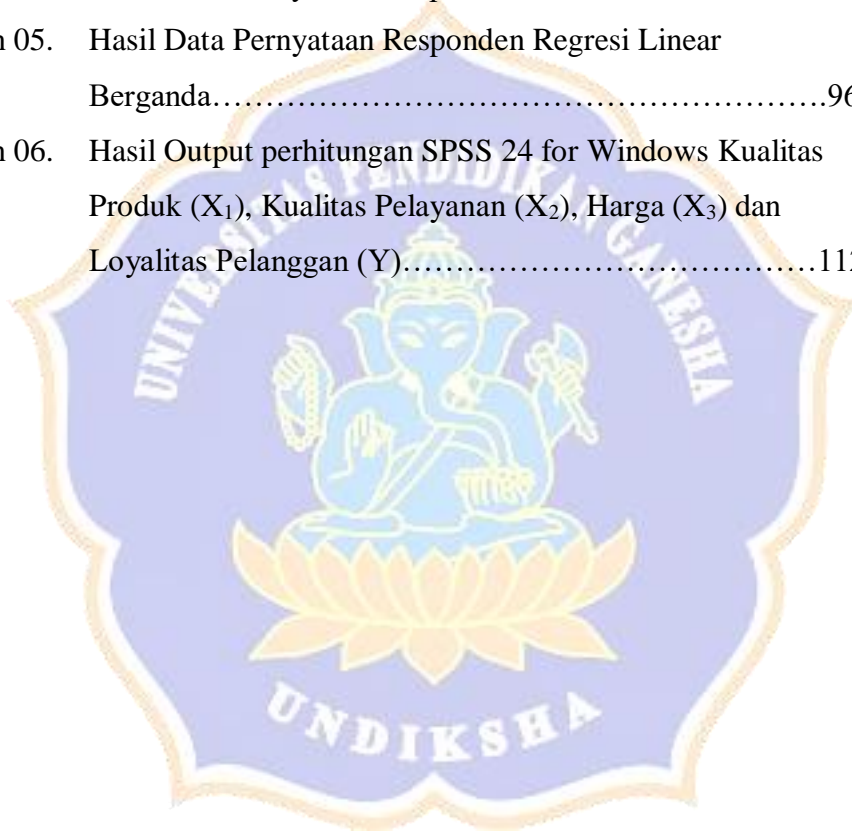 n 05. Hasil Data Pernyataan Responden Regresi Linear
Berganda……………………………………………………….96
n 06. Hasil Output perhitungan SPSS 24 for Windows Kualitas
Produk (X₁), Kualitas Pelayanan (X₂), Harga (X₃) dan
Loyalitas Pelanggan (Y)……………………………………112
UNIVERSITAS PENDIDIKAN GANESHA
UNDIKSHA